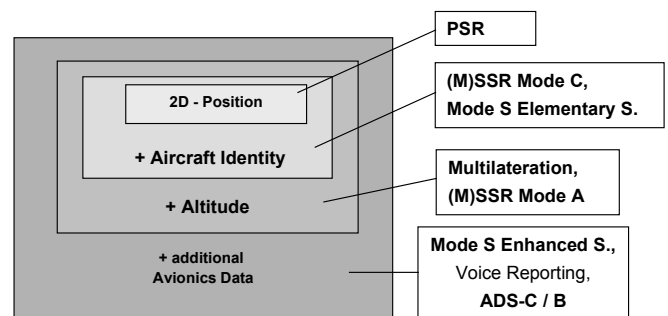 PSR
(M)SSR Mode C,
Mode S Elementary S.
2D - Position
+ Aircraft Identity
Multilateration,
(M)SSR Mode A
+ Altitude
Mode S Enhanced S.,
Voice Reporting,
ADS-C / B
+ additional
Avionics Data